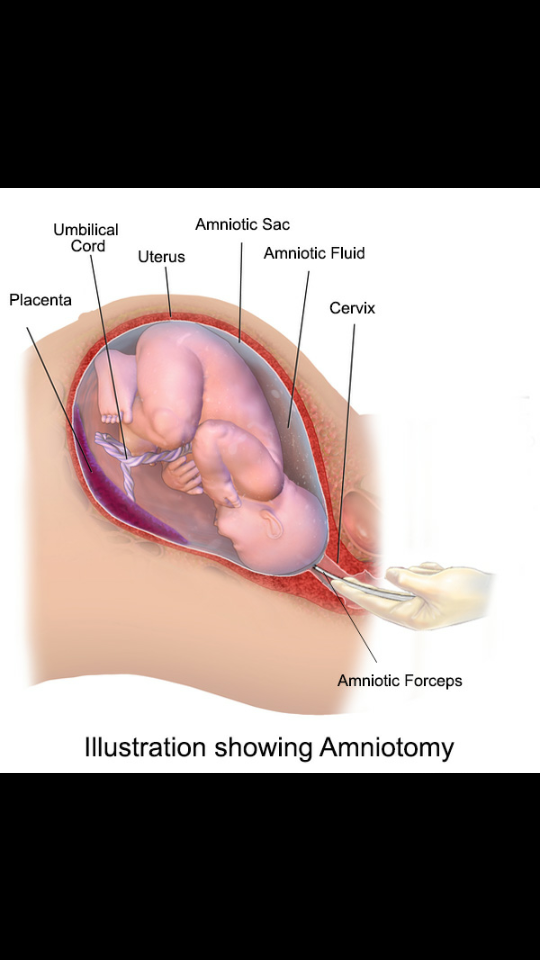 Amniotic Sac
Umbilical
Cord
Uterus
Amniotic Fluid
Placenta
Cervix
Amniotic Forceps
Illustration showing Amniotomy